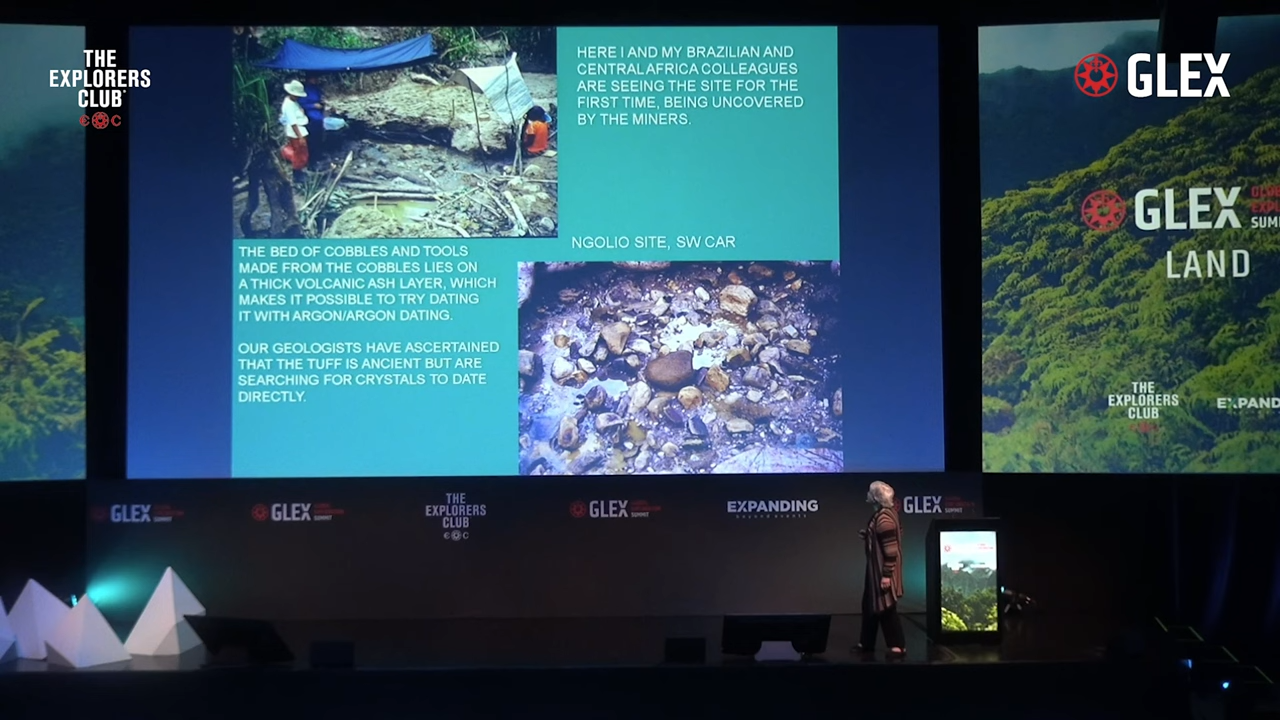 THE
EXPLORERS
CLUB
GLEX
HERE I AND MY BRAZILIAN AND
CENTRAL AFRICA COLLEAGUES
ARE SEEING THE SITE FOR THE
FIRST TIME, BEING UNCOVERED
BY THE MINERS.
NGOLIO SITE, SW CAR
THE BED OF COBBLES AND TOOLS
MADE FROM THE COBBLES LIES ON
A THICK VOLCANIC ASH LAYER, WHICH
MAKES IT POSSIBLE TO TRY DATING
IT WITH ARGON/ARGON DATING.
OUR GEOLOGISTS HAVE ASCERTAINED
THAT THE TUFF IS ANCIENT BUT ARE
SEARCHING FOR CRYSTALS TO DATE
DIRECTLY.
GLEX
LAND
THE
EXPLORERS
CLUB
EXPAND
GLEX
GLEX
THE
EXPLORERS
CLUB
GLEX
EXPANDING
GLEX